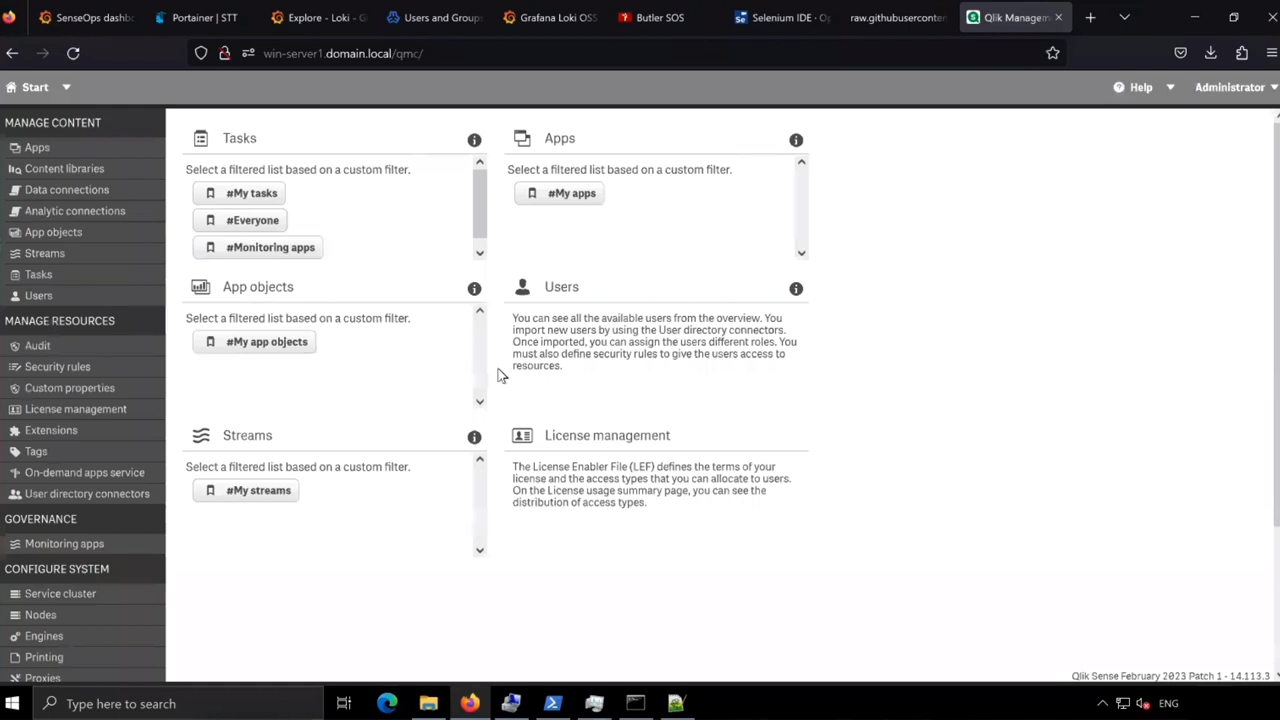 SenseOps dashb
Portainer | STT
Explore - Loki - G
Users and Group
Grafana Loki OSS
Butler SOS
Selenium IDE · Op
raw.githubuserconten
Qlik Managem
win-server1.domain.local/qmc/
Start
Help
Administrator
MANAGE CONTENT
Apps
Content libraries
Data connections
Analytic connections
App objects
Streams
Tasks
Users
MANAGE RESOURCES
Audit
Security rules
Custom properties
License management
Extensions
Tags
On-demand apps service
User directory connectors
GOVERNANCE
Monitoring apps
CONFIGURE SYSTEM
Service cluster
Nodes
Engines
Printing
Proxies
Tasks
Select a filtered list based on a custom filter.
#My tasks
#Everyone
#Monitoring apps
Apps
Select a filtered list based on a custom filter.
#My apps
App objects
Select a filtered list based on a custom filter.
#My app objects
Users
You can see all the available users from the overview. You
import new users by using the User directory connectors.
Once imported, you can assign the users different roles. You
must also define security rules to give the users access to
resources.
Streams
Select a filtered list based on a custom filter.
#My streams
License management
The License Enabler File (LEF) defines the terms of your
license and the access types that you can allocate to users.
On the License usage summary page, you can see the
distribution of access types.
Qlik Sense February 2023 Patch 1 - 14.113.3
Type here to search
ENG